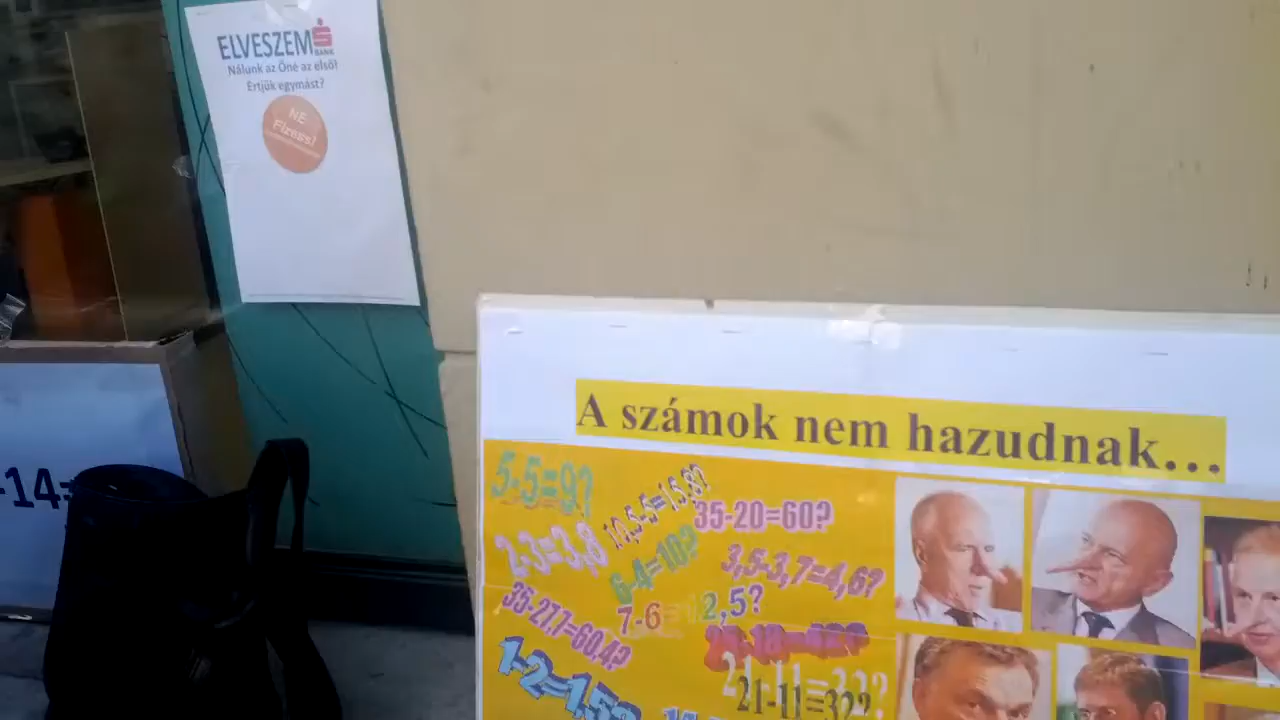 ELVESZEM
BANK
Nálunk az Öné az első!
Értjük egymást?
NE
Fizess!
-14=
A számok nem hazudnak...
5-5=9?
10,5-5=15,8?
35-20=60?
2-3=3,8
6-4=10?
3,5-3,7=4,6?
35-27,7=60,4?
7-6=12,5?
1-2=1,5?
21-11=32?